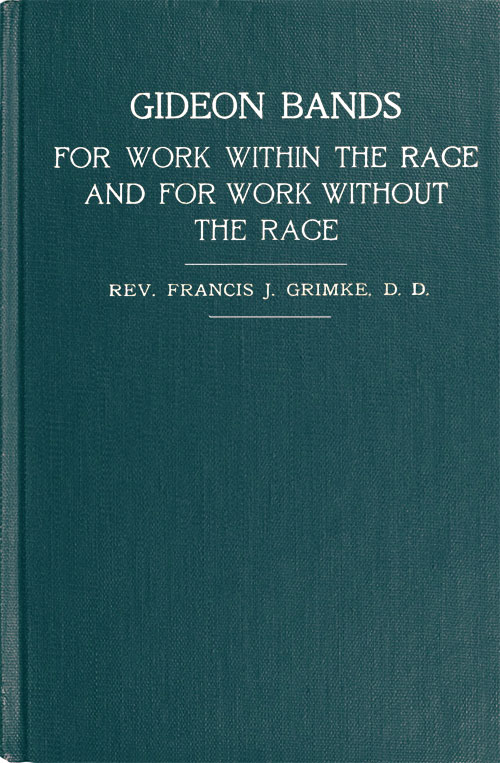 GIDEON BANDS
FOR WORK WITHIN THE RACE
AND FOR WORK WITHOUT
THE RACE
REV. FRANCIS J. GRIMKE, D. D.